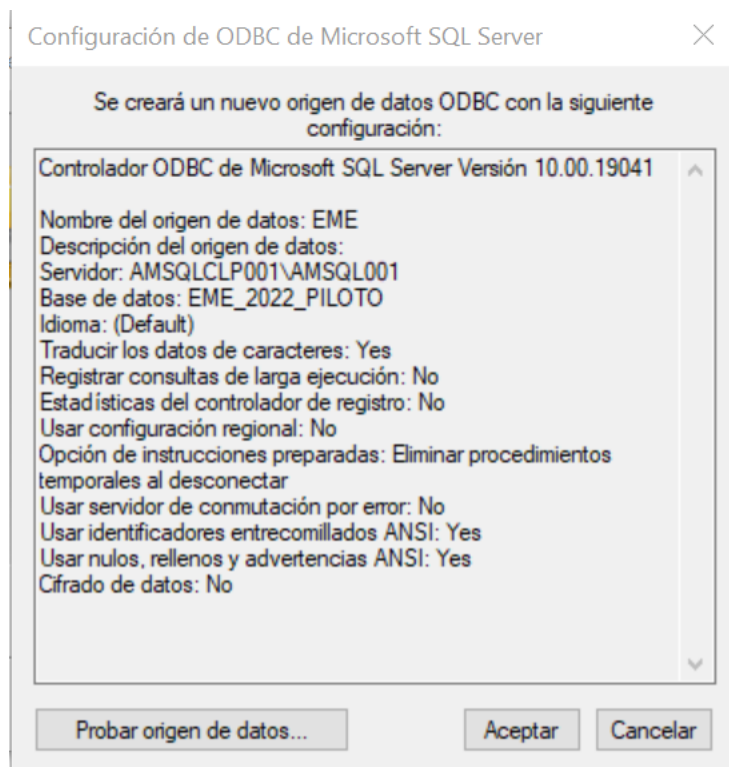 Configuración de ODBC de Microsoft SQL Server
Se creará un nuevo origen de datos ODBC con la siguiente
configuración:
Controlador ODBC de Microsoft SQL Server Versión 10.00.19041
Nombre del origen de datos: EME
Descripción del origen de datos:
Servidor: AMSQLCLP001\AMSQL001
Base de datos: EME_2022_PILOTO
Idioma: (Default)
Traducir los datos de caracteres: Yes
Registrar consultas de larga ejecución: No
Estadísticas del controlador de registro: No
Usar configuración regional: No
Opción de instrucciones preparadas: Eliminar procedimientos
temporales al desconectar
Usar servidor de conmutación por error: No
Usar identificadores entrecomillados ANSI: Yes
Usar nulos, rellenos y advertencias ANSI: Yes
Cifrado de datos: No
Probar origen de datos...
Aceptar
Cancelar